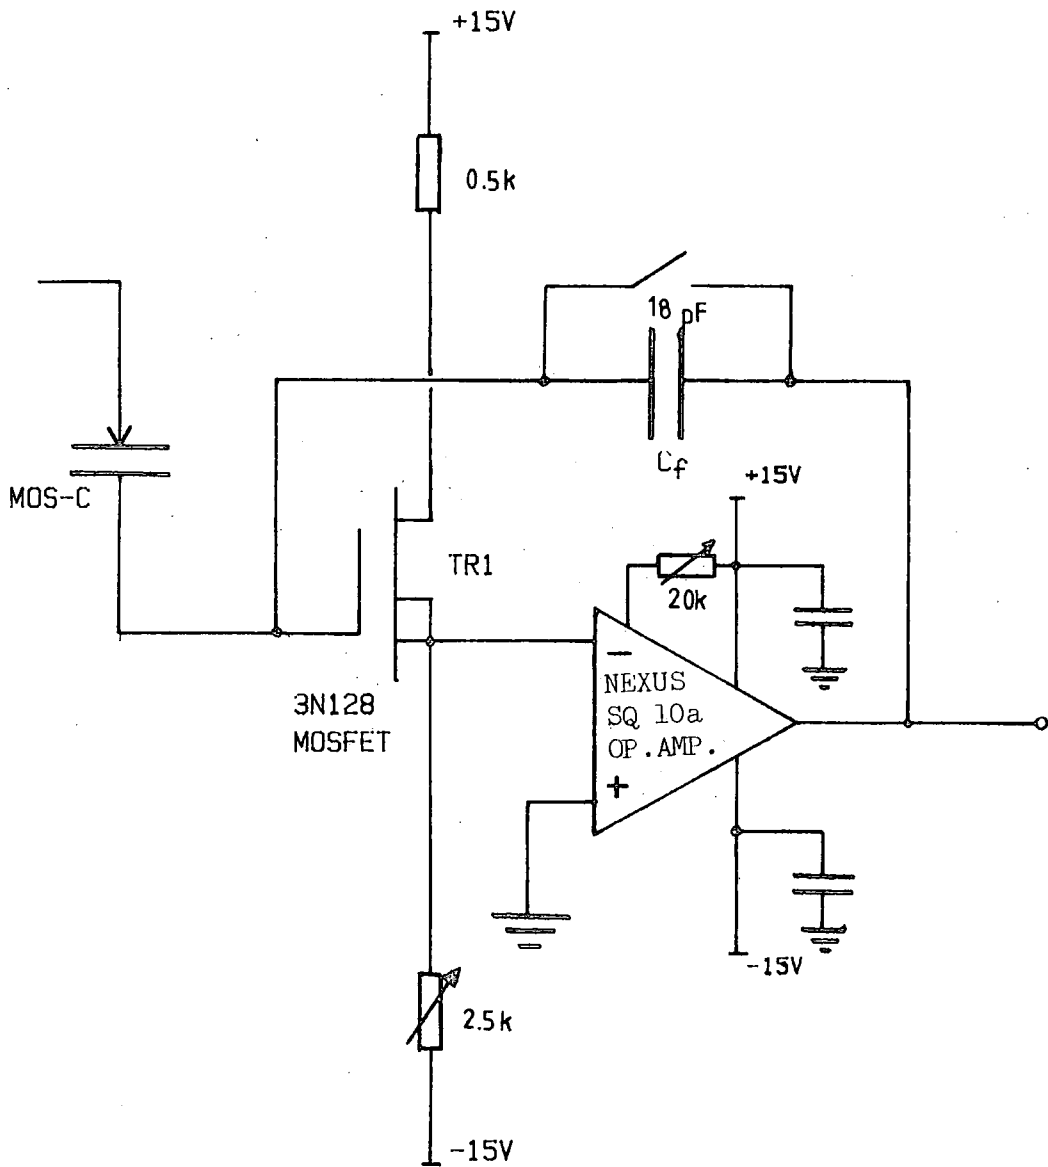 +15V
0.5k
18 pF
Cf
MOS-C
+15V
TR1
20k
−
NEXUS
SQ 10a
OP.AMP.
+
3N128
MOSFET
-15V
2.5k
-15V